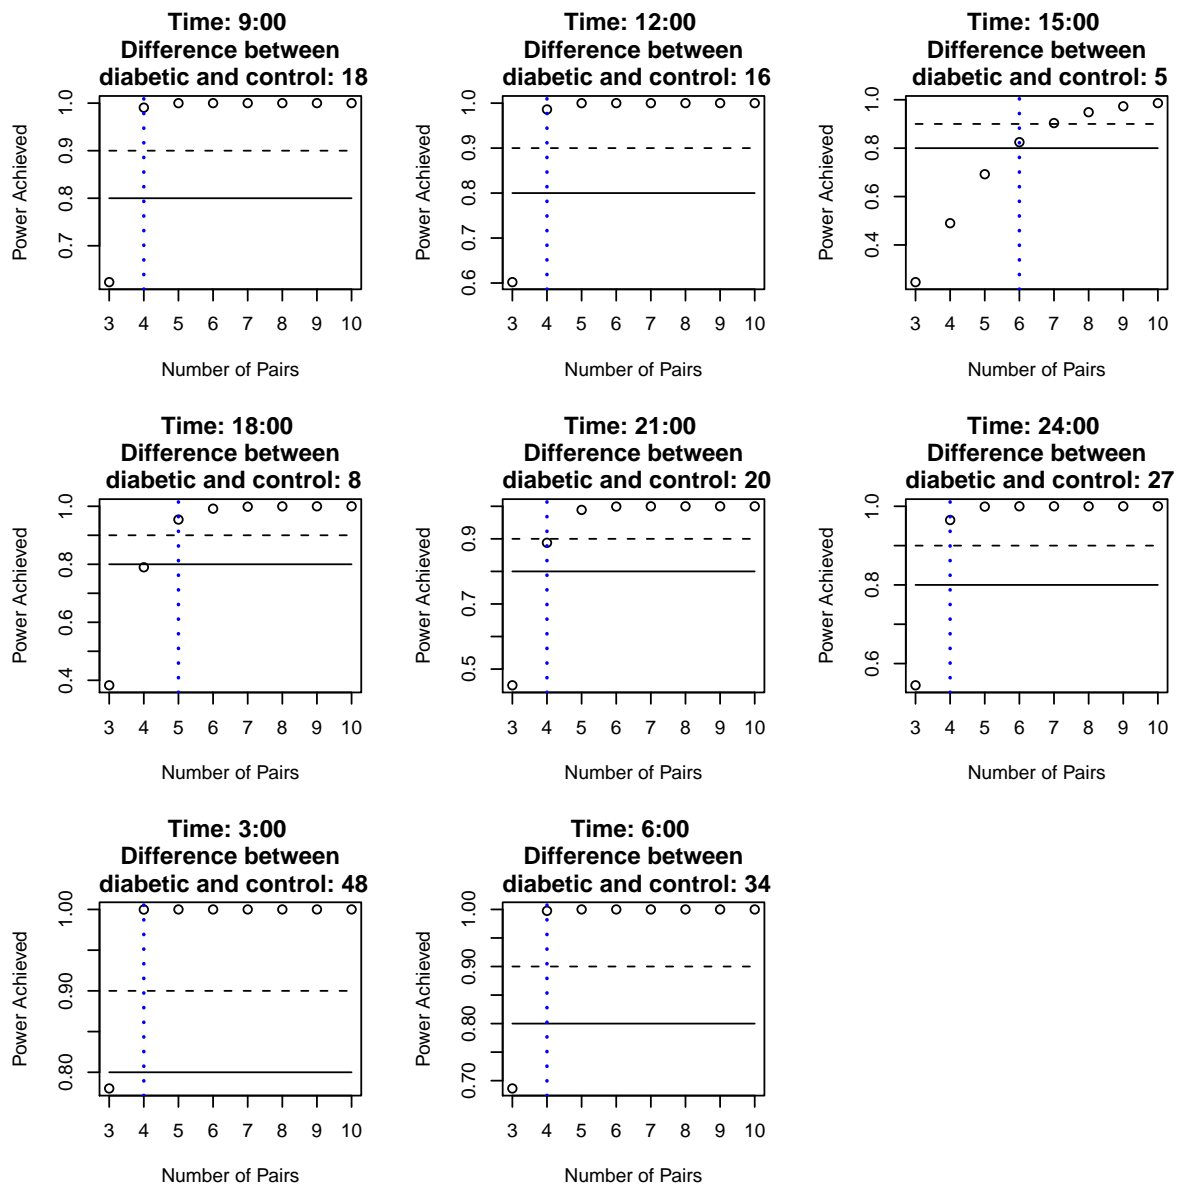 Time: 9:00
Difference between
diabetic and control: 18
Power Achieved
1.0
0.9
0.8
0.7
3 4 5 6 7 8 9 10
Number of Pairs
Time: 12:00
Difference between
diabetic and control: 16
Power Achieved
1.0
0.9
0.8
0.7
0.6
3 4 5 6 7 8 9 10
Number of Pairs
Time: 15:00
Difference between
diabetic and control: 5
Power Achieved
1.0
0.8
0.6
0.4
3 4 5 6 7 8 9 10
Number of Pairs
Time: 18:00
Difference between
diabetic and control: 8
Power Achieved
1.0
0.8
0.6
0.4
3 4 5 6 7 8 9 10
Number of Pairs
Time: 21:00
Difference between
diabetic and control: 20
Power Achieved
0.9
0.7
0.5
3 4 5 6 7 8 9 10
Number of Pairs
Time: 24:00
Difference between
diabetic and control: 27
Power Achieved
1.0
0.8
0.6
3 4 5 6 7 8 9 10
Number of Pairs
Time: 3:00
Difference between
diabetic and control: 48
Power Achieved
1.00
0.90
0.80
3 4 5 6 7 8 9 10
Number of Pairs
Time: 6:00
Difference between
diabetic and control: 34
Power Achieved
1.00
0.90
0.80
0.70
3 4 5 6 7 8 9 10
Number of Pairs